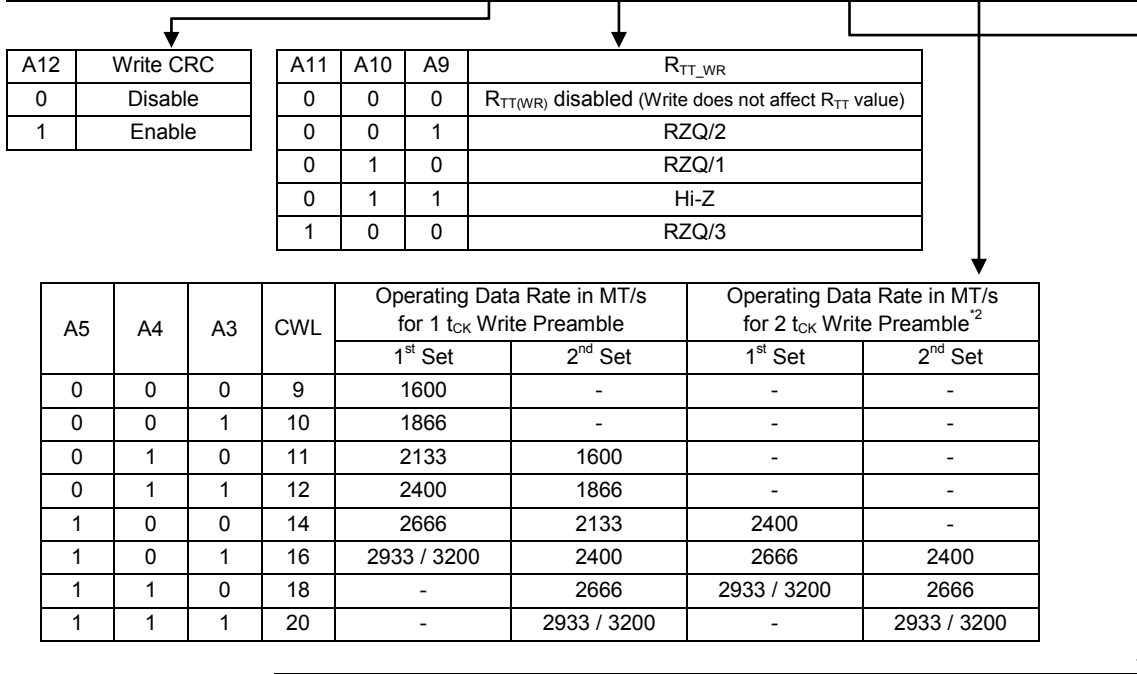 A12 Write CRC
0 Disable
1 Enable
A11 A10 A9 RTT_WR
0 0 0 RTT(WR) disabled (Write does not affect RTT value)
0 0 1 RZQ/2
0 1 0 RZQ/1
0 1 1 Hi-Z
1 0 0 RZQ/3
A5 A4 A3 CWL Operating Data Rate in MT/s for 1 tCK Write Preamble Operating Data Rate in MT/s for 2 tCK Write Preamble*2
1st Set 2nd Set 1st Set 2nd Set
0 0 0 9 1600 - - -
0 0 1 10 1866 - - -
0 1 0 11 2133 1600 - -
0 1 1 12 2400 1866 - -
1 0 0 14 2666 2133 2400 -
1 0 1 16 2933 / 3200 2400 2666 2400
1 1 0 18 - 2666 2933 / 3200 2666
1 1 1 20 - 2933 / 3200 - 2933 / 3200